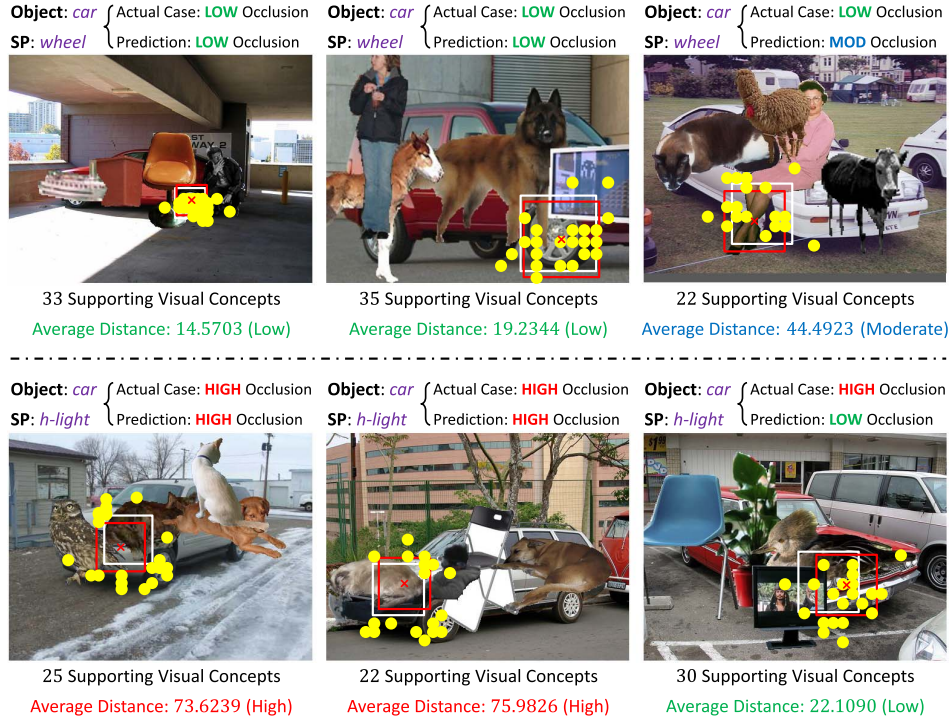 Object: car
Actual Case: LOW Occlusion
SP: wheel
Prediction: LOW Occlusion
Object: car
Actual Case: LOW Occlusion
SP: wheel
Prediction: LOW Occlusion
Object: car
Actual Case: LOW Occlusion
SP: wheel
Prediction: MOD Occlusion
ST
WAY 2
33 Supporting Visual Concepts
35 Supporting Visual Concepts
22 Supporting Visual Concepts
Average Distance: 14.5703 (Low)
Average Distance: 19.2344 (Low)
Average Distance: 44.4923 (Moderate)
Object: car
Actual Case: HIGH Occlusion
SP: h-light
Prediction: HIGH Occlusion
Object: car
Actual Case: HIGH Occlusion
SP: h-light
Prediction: HIGH Occlusion
Object: car
Actual Case: HIGH Occlusion
SP: h-light
Prediction: LOW Occlusion
25 Supporting Visual Concepts
22 Supporting Visual Concepts
30 Supporting Visual Concepts
Average Distance: 73.6239 (High)
Average Distance: 75.9826 (High)
Average Distance: 22.1090 (Low)